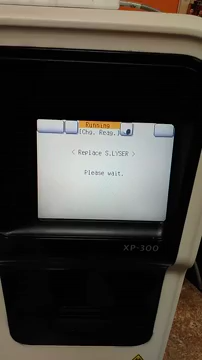 Running
[Chg. Reag.]
< Replace S.LYSER >
Please wait.
XP-300